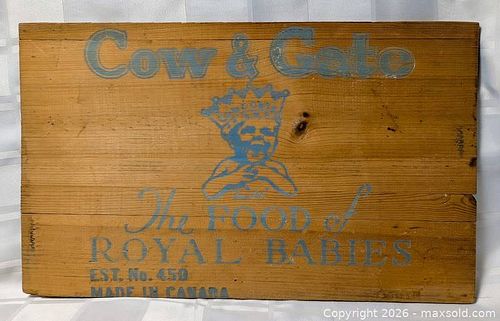 Cow & Gate
The FOOD of
ROYAL BABIES
EST. No. 450
MADE IN CANADA
Copyright © 2026 - maxsold.com